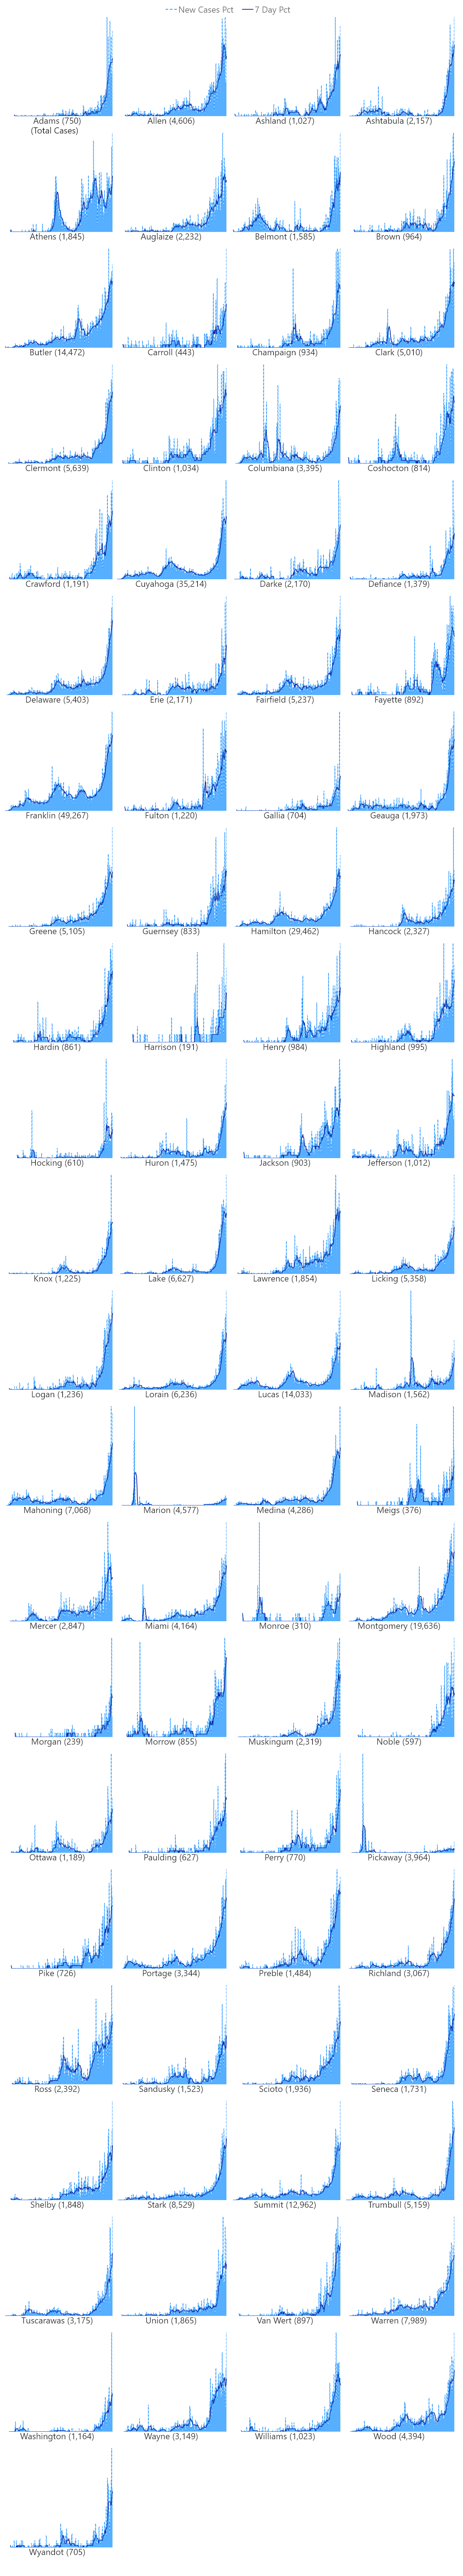 New Cases Pct 7 Day Pct
Adams (750) Allen (4,606) Ashland (1,027) Ashtabula (2,157)
(Total Cases)
Athens (1,845) Auglaize (2,232) Belmont (1,585) Brown (964)
Butler (14,472) Carroll (443) Champaign (934) Clark (5,010)
Clermont (5,639) Clinton (1,034) Columbiana (3,395) Coshocton (814)
Crawford (1,191) Cuyahoga (35,214) Darke (2,170) Defiance (1,379)
Delaware (5,403) Erie (2,171) Fairfield (5,237) Fayette (892)
Franklin (49,267) Fulton (1,220) Gallia (704) Geauga (1,973)
Greene (5,105) Guernsey (833) Hamilton (29,462) Hancock (2,327)
Hardin (861) Harrison (191) Henry (984) Highland (995)
Hocking (610) Huron (1,475) Jackson (903) Jefferson (1,012)
Knox (1,225) Lake (6,627) Lawrence (1,854) Licking (5,358)
Logan (1,236) Lorain (6,236) Lucas (14,033) Madison (1,562)
Mahoning (7,068) Marion (4,577) Medina (4,286) Meigs (376)
Mercer (2,847) Miami (4,164) Monroe (310) Montgomery (19,636)
Morgan (239) Morrow (855) Muskingum (2,319) Noble (597)
Ottawa (1,189) Paulding (627) Perry (770) Pickaway (3,964)
Pike (726) Portage (3,344) Preble (1,484) Richland (3,067)
Ross (2,392) Sandusky (1,523) Scioto (1,936) Seneca (1,731)
Shelby (1,848) Stark (8,529) Summit (12,962) Trumbull (5,159)
Tuscarawas (3,175) Union (1,865) Van Wert (897) Warren (7,989)
Washington (1,164) Wayne (3,149) Williams (1,023) Wood (4,394)
Wyandot (705)